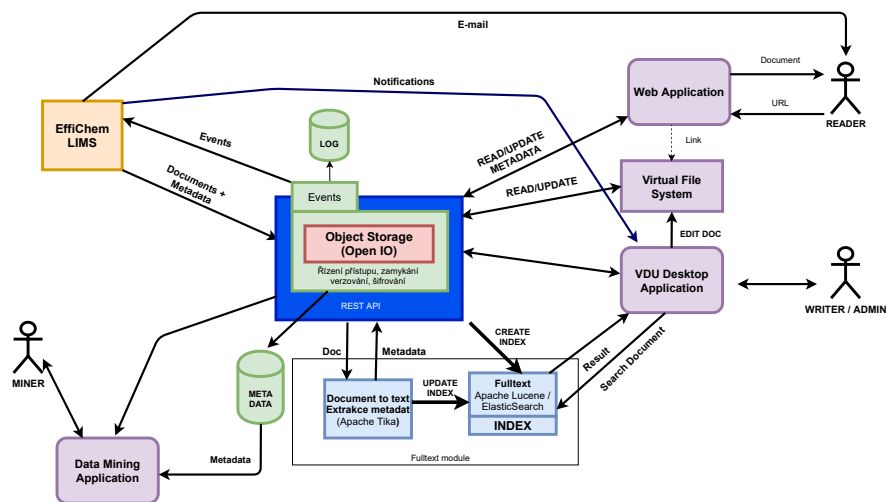 E-mail
Notifications
Document
URL
READER
Web Application
Link
EffiChem
LIMS
Events
LOG
READ/UPDATE
METADATA
READ/UPDATE
Virtual File
System
Documents +
Metadata
Events
Object Storage
(Open IO)
Řízení přístupu, zamykání
verzování, šifrování
REST API
EDIT DOC
VDU Desktop
Application
WRITER / ADMIN
MINER
Doc
Metadata
CREATE
INDEX
Result
Search Document
META
DATA
Document to text
Extrakce metadat
(Apache Tika)
UPDATE
INDEX
Fulltext
Apache Lucene /
ElasticSearch
INDEX
Fulltext module
Metadata
Data Mining
Application